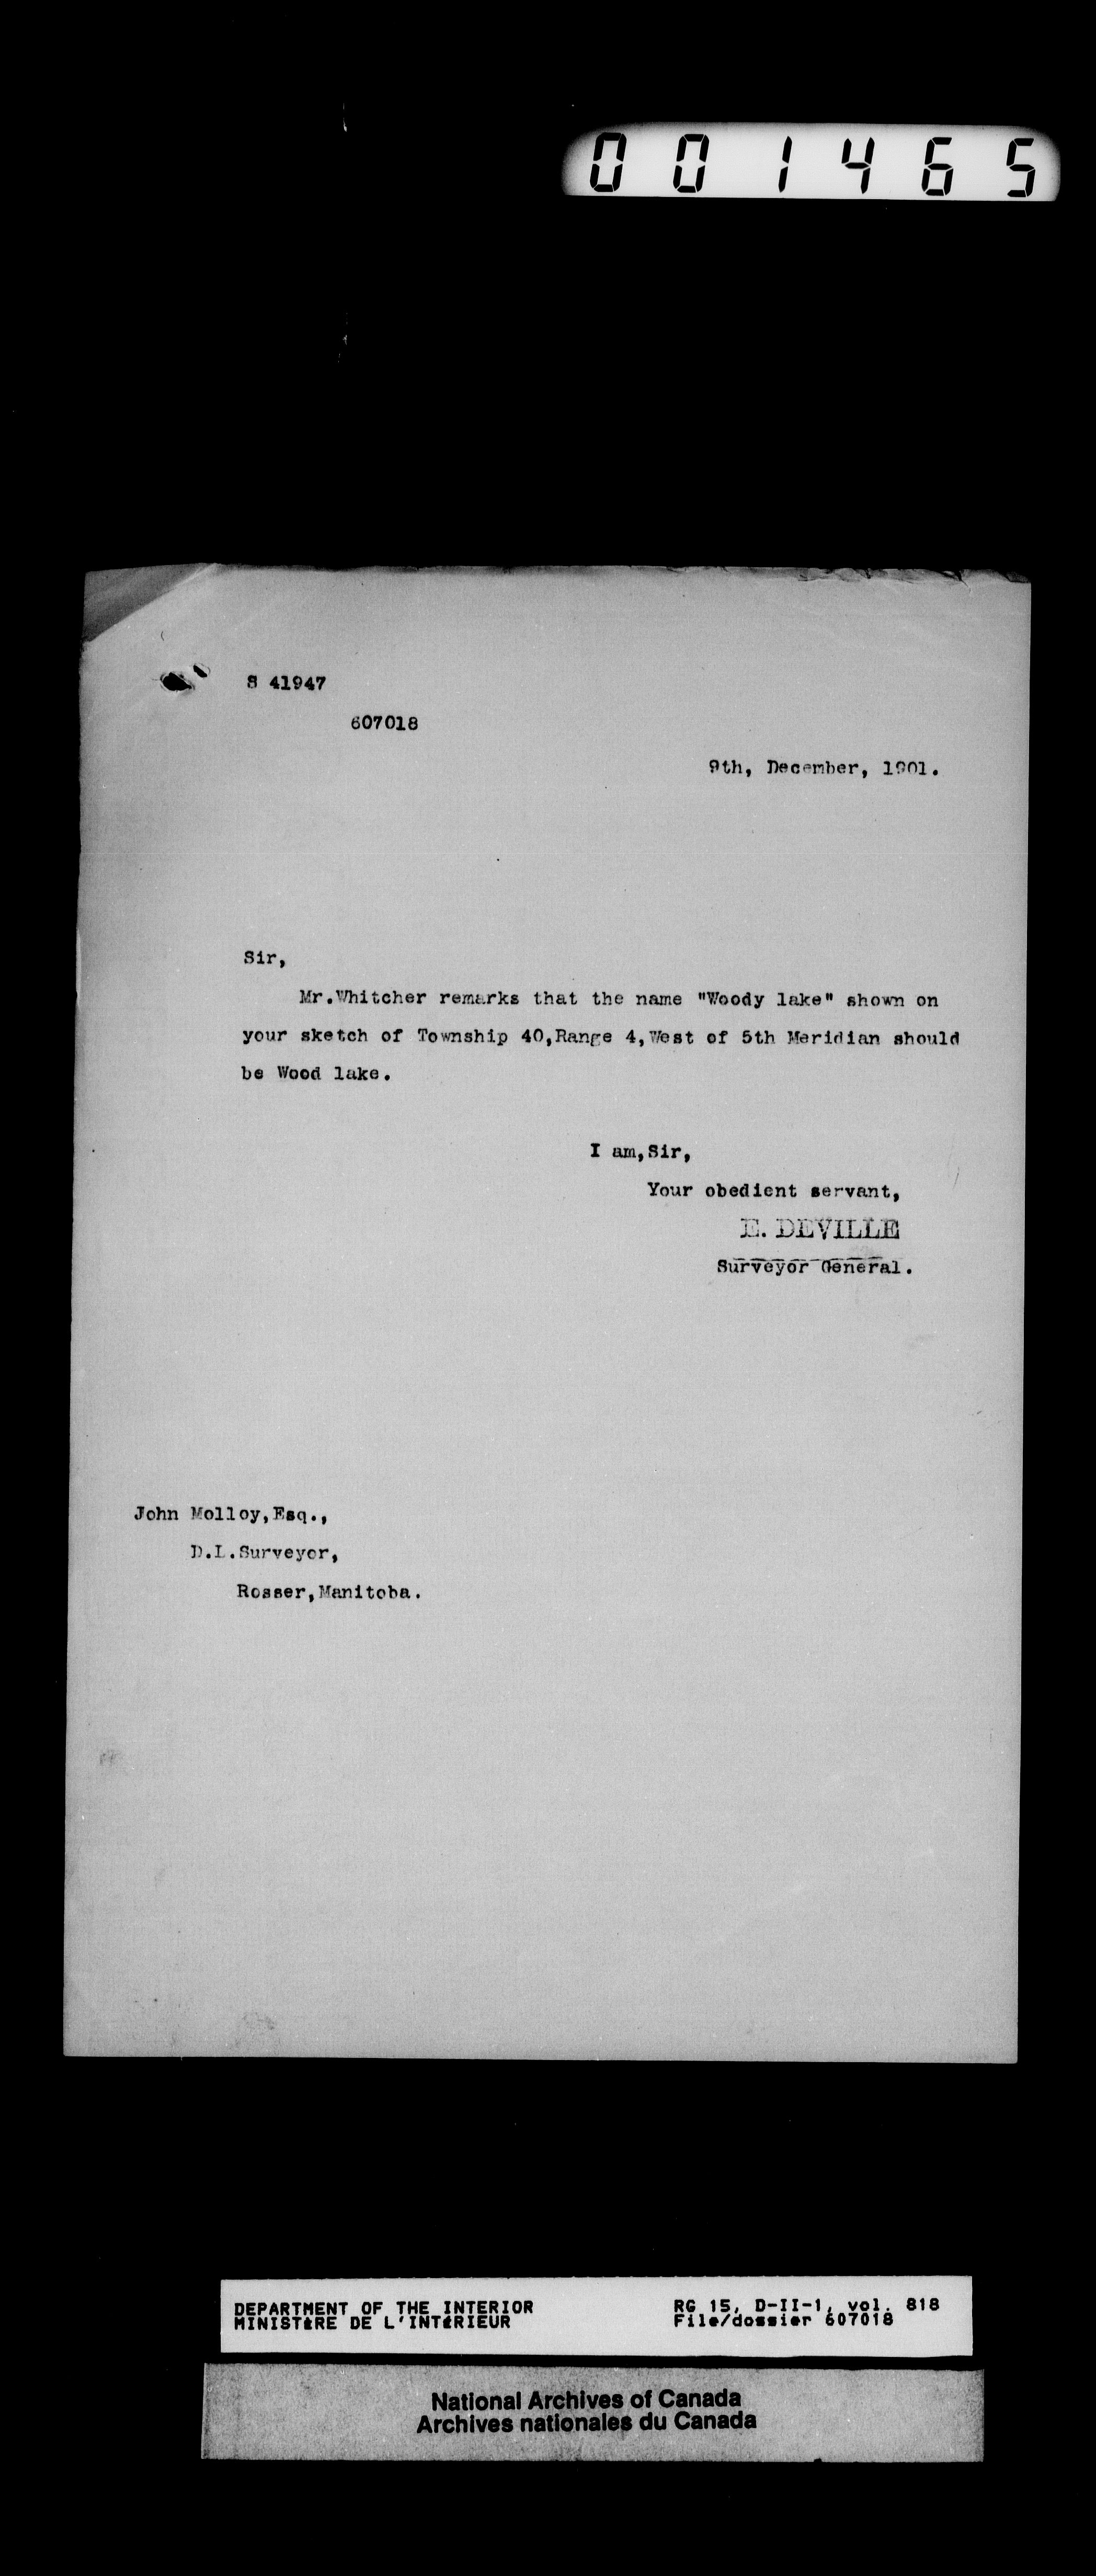 001465
S 41947
607018
9th, December, 1901.
Sir,
Mr.Whitcher remarks that the name "Woody lake" shown on
your sketch of Township 40,Range 4,West of 5th Meridian should
be Wood lake.
I am,Sir,
Your obedient servant,
E. DEVILLE
Surveyor General.
John Molloy,Esq.,
D.L.Surveyor,
Rosser,Manitoba.
DEPARTMENT OF THE INTERIOR
MINISTÈRE DE L'INTÉRIEUR
RG 15, D-II-1, vol. 818
File/dossier 607018
National Archives of Canada
Archives nationales du Canada